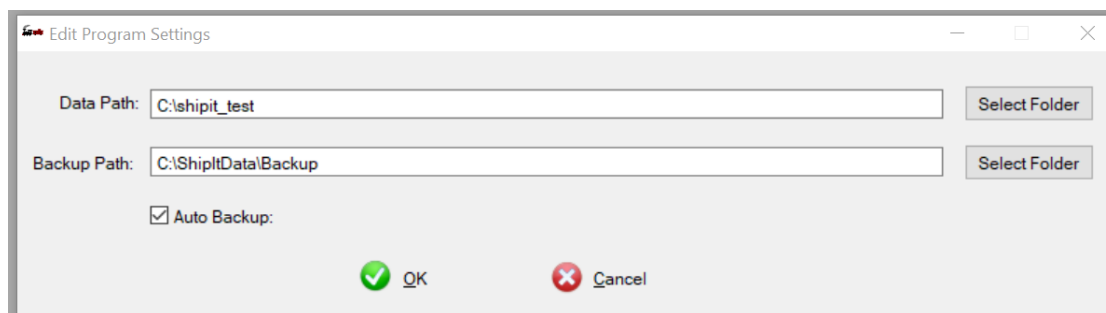 Edit Program Settings
Data Path: C:\shipit_test Select Folder
Backup Path: C:\ShipItData\Backup Select Folder
Auto Backup:
OK Cancel